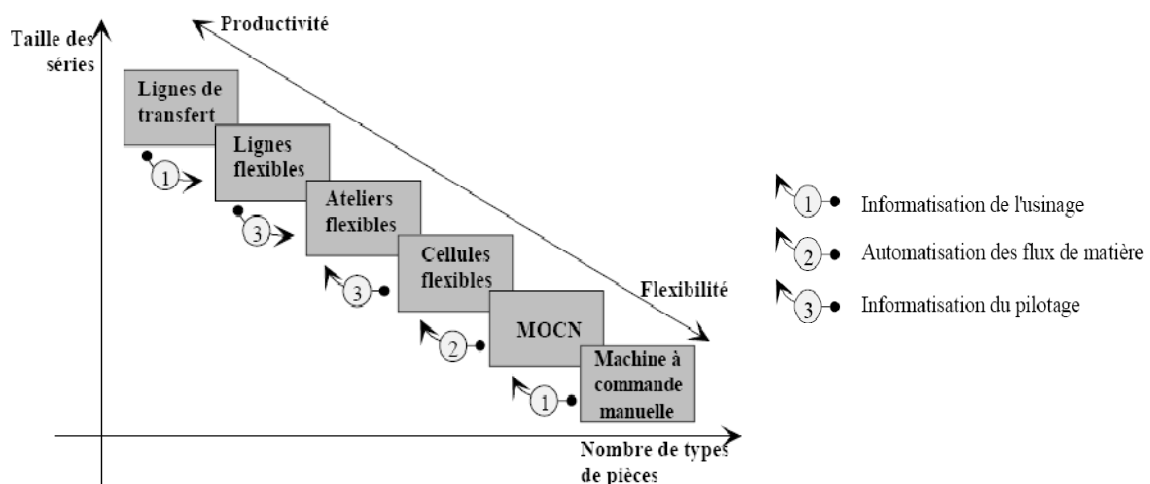 Taille des
séries
Productivité
Lignes de
transfert
Lignes
flexibles
1
Ateliers
flexibles
3
Cellules
flexibles
3
Flexibilité
MOCN
2
Machine à
commande
manuelle
1
Nombre de types
de pièces
1 Informatisation de l'usinage
2 Automatisation des flux de matière
3 Informatisation du pilotage